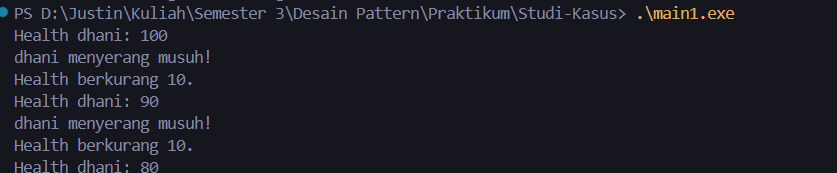 PS D:\Justin\Kuliah\Semester 3\Desain Pattern\Praktikum\Studi-Kasus> .\main1.exe
Health dhani: 100
dhani menyerang musuh!
Health berkurang 10.
Health dhani: 90
dhani menyerang musuh!
Health berkurang 10.
Health dhani: 80